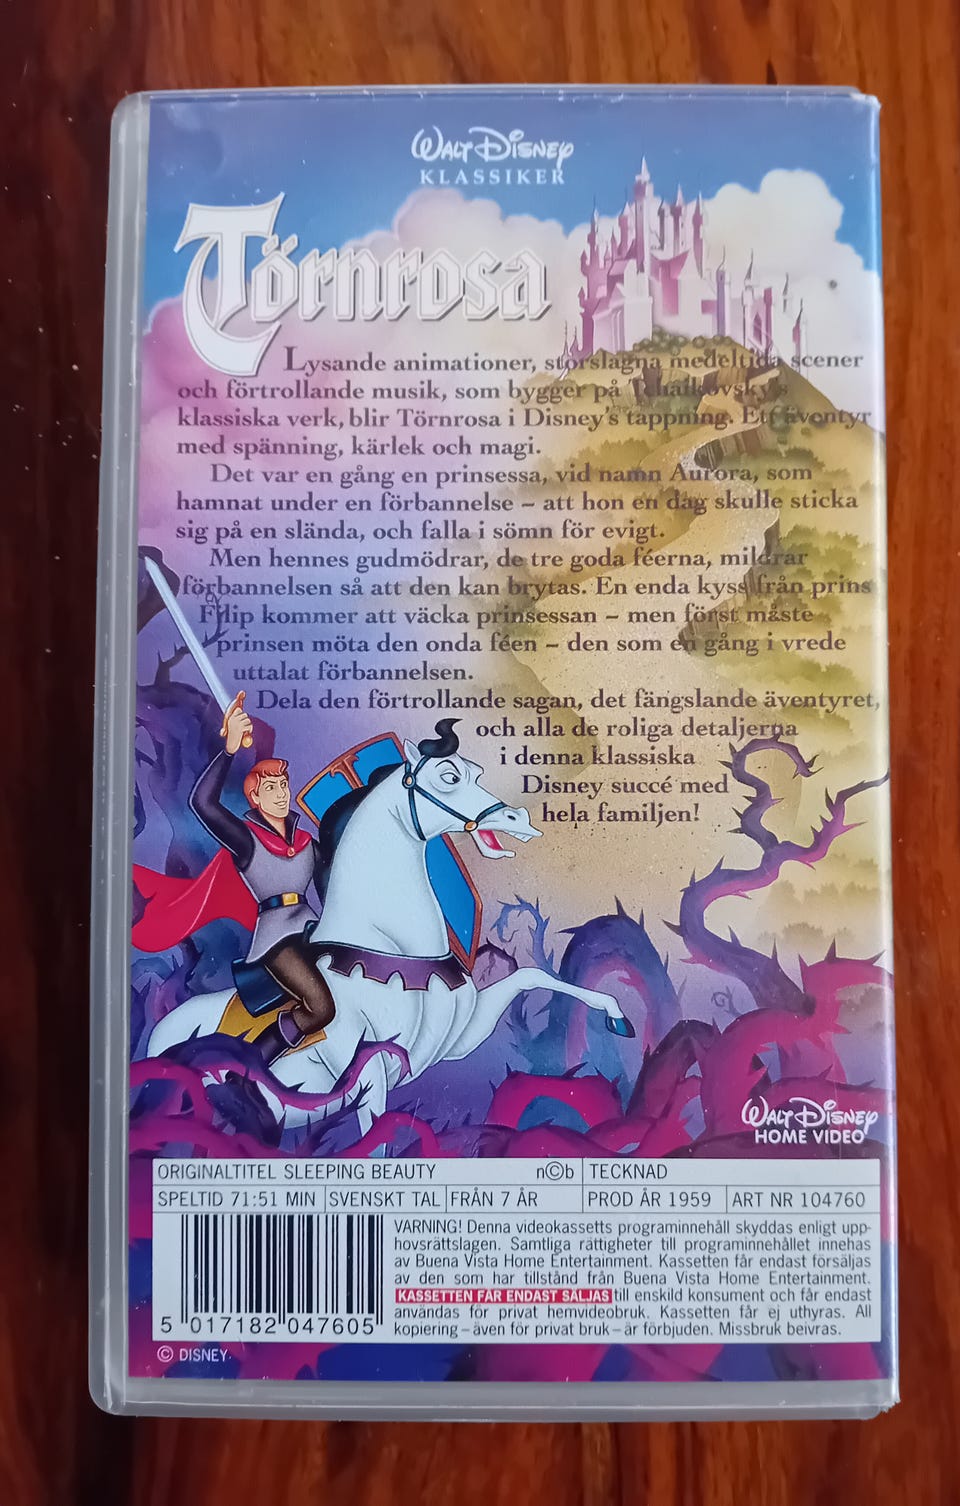 Walt Disney
KLASSIKER
Törnrosa
Lysande animationer, storslagna medeltida scener
och förtrollande musik, som bygger på Tchaikovsky's
klassiska verk, blir Törnrosa i Disney's tappning. Ett äventyr
med spänning, kärlek och magi.
Det var en gång en prinsessa, vid namn Aurora, som
hamnat under en förbannelse – att hon en dag skulle sticka
sig på en slända, och falla i sömn för evigt.
Men hennes gudmödrar, de tre goda féerna, mildrar
förbannelsen så att den kan brytas. En enda kyss från prins
Filip kommer att väcka prinsessan – men först måste
prinsen möta den onda féen – den som en gång i vrede
uttalat förbannelsen.
Dela den förtrollande sagan, det fängslande äventyret,
och alla de roliga detaljerna
i denna klassiska
Disney succé med
hela familjen!
Walt Disney
HOME VIDEO
ORIGINALTITEL SLEEPING BEAUTY n©b TECKNAD
SPELTID 71:51 MIN SVENSKT TAL FRÅN 7 ÅR PROD ÅR 1959 ART NR 104760
VARNING! Denna videokassetts programinnehåll skyddas enligt upp-
hovsrättslagen. Samtliga rättigheter till programinnehållet innehas
av Buena Vista Home Entertainment. Kassetten får endast försäljas
av den som har tillstånd från Buena Vista Home Entertainment.
KASSETTEN FÅR ENDAST SÄLJAS till enskild konsument och får endast
användas för privat hemvideobruk. Kassetten får ej uthyras. All
kopiering – även för privat bruk – är förbjuden. Missbruk beivras.
5 017182 047605
© DISNEY